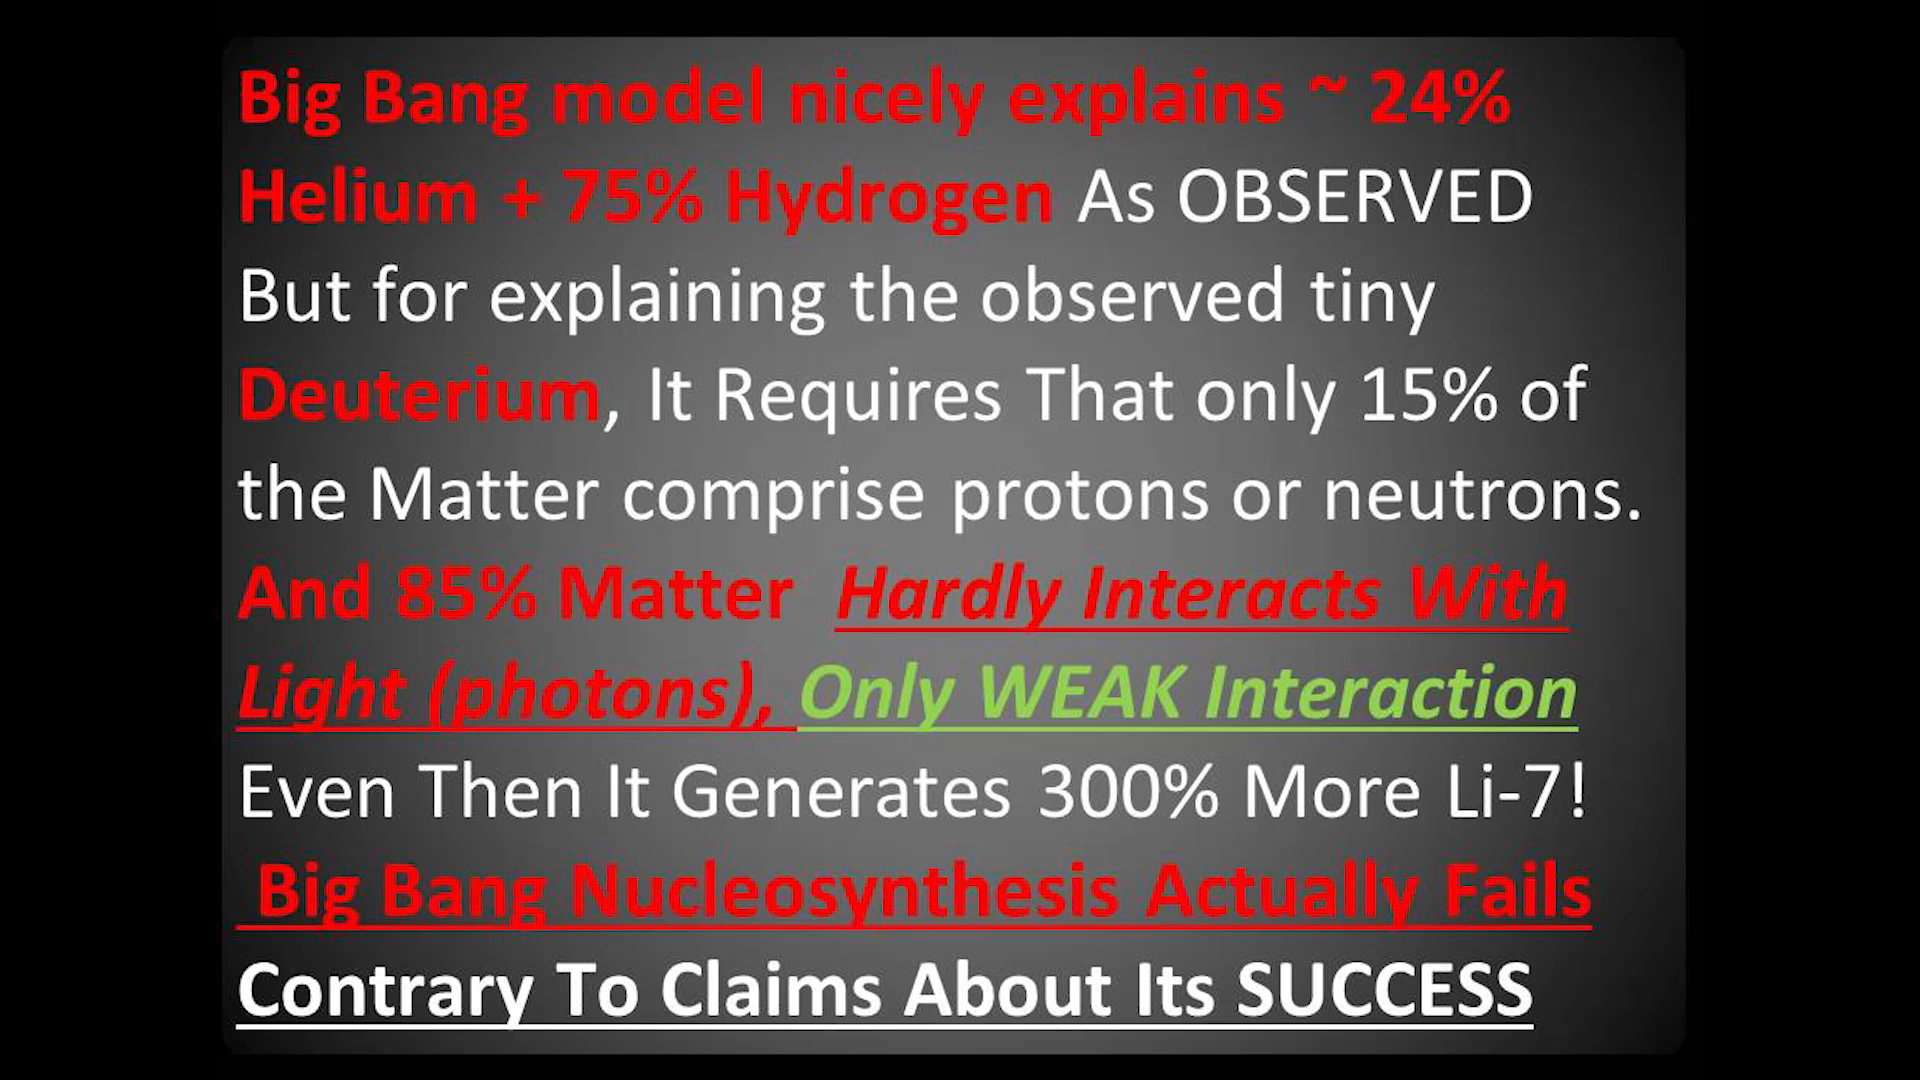 Big Bang model nicely explains ~ 24%
Helium + 75% Hydrogen As OBSERVED
But for explaining the observed tiny
Deuterium, It Requires That only 15% of
the Matter comprise protons or neutrons.
And 85% Matter Hardly Interacts With
Light (photons), Only WEAK Interaction
Even Then It Generates 300% More Li-7!
Big Bang Nucleosynthesis Actually Fails
Contrary To Claims About Its SUCCESS